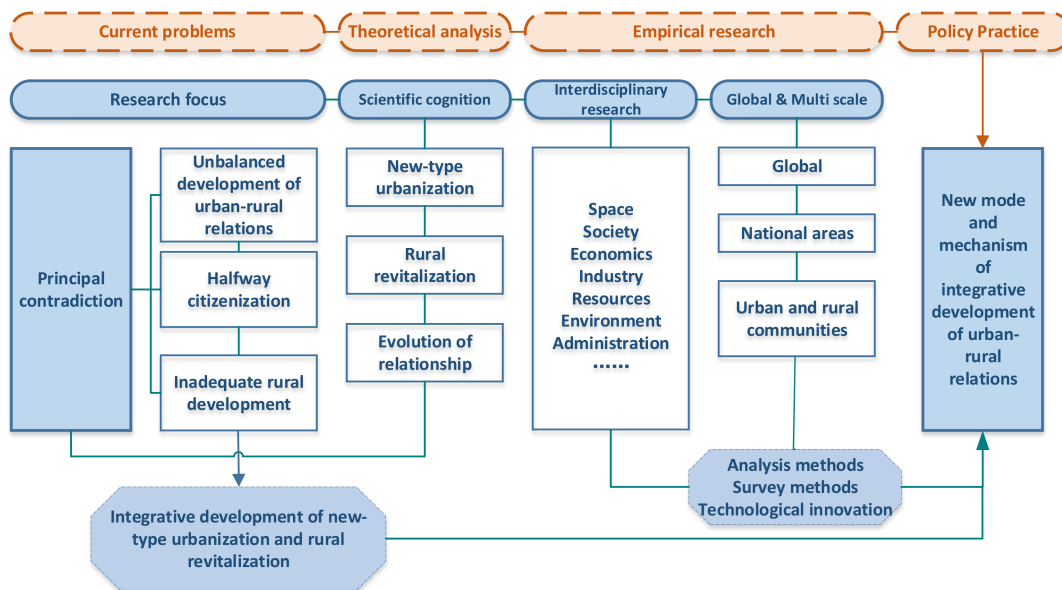 Current problems
Theoretical analysis
Empirical research
Policy Practice
Research focus
Scientific cognition
Interdisciplinary
research
Global & Multi scale
Principal
contradiction
Unbalanced
development of
urban-rural
relations
Halfway
citizenization
Inadequate rural
development
New-type
urbanization
Rural
revitalization
Evolution of
relationship
Space
Society
Economics
Industry
Resources
Environment
Administration
......
Global
National areas
Urban and rural
communities
New mode
and
mechanism
of
integrative
development
of urban-
rural
relations
Analysis methods
Survey methods
Technological innovation
Integrative development of new-
type urbanization and rural
revitalization